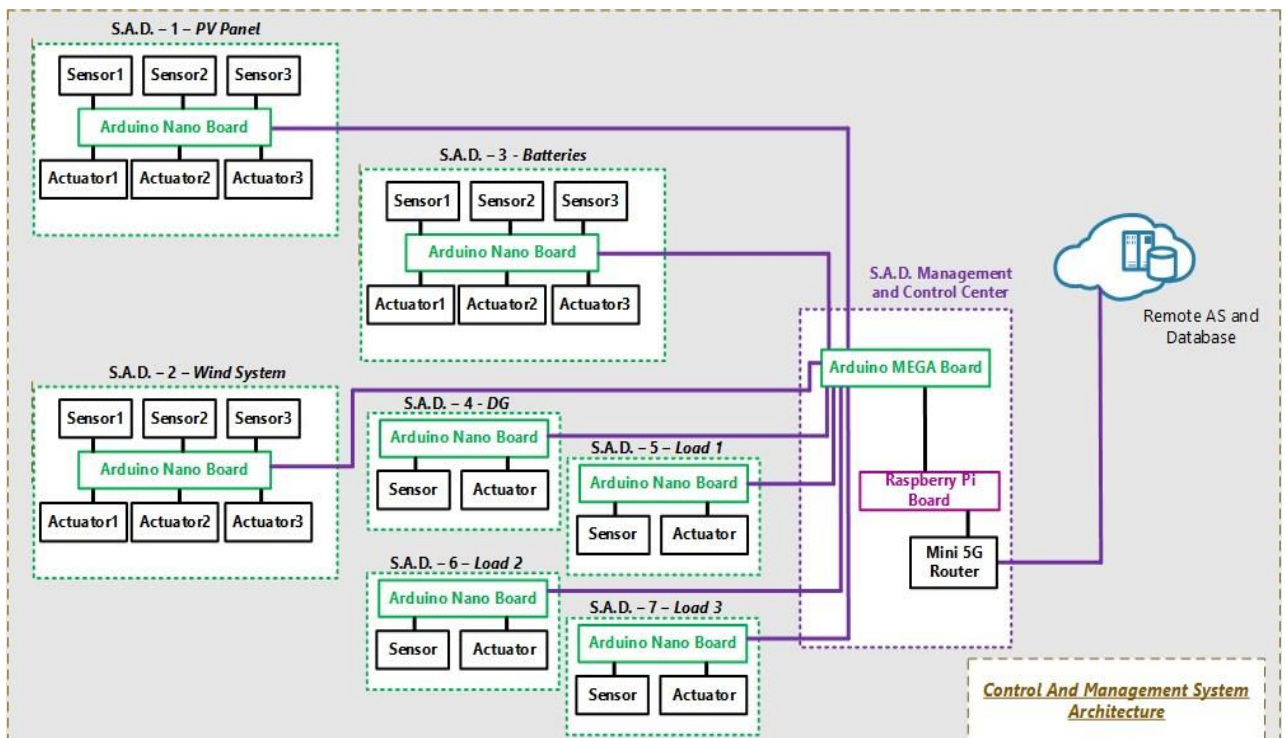 S.A.D. – 1 – PV Panel
Sensor1 Sensor2 Sensor3
Arduino Nano Board
Actuator1 Actuator2 Actuator3
S.A.D. – 3 - Batteries
Sensor1 Sensor2 Sensor3
Arduino Nano Board
Actuator1 Actuator2 Actuator3
S.A.D. – 2 – Wind System
Sensor1 Sensor2 Sensor3
Arduino Nano Board
Actuator1 Actuator2 Actuator3
S.A.D. – 4 - DG
Arduino Nano Board
Sensor Actuator
S.A.D. – 5 – Load 1
Arduino Nano Board
Sensor Actuator
S.A.D. – 6 – Load 2
Arduino Nano Board
Sensor Actuator
S.A.D. – 7 – Load 3
Arduino Nano Board
Sensor Actuator
S.A.D. Management
and Control Center
Arduino MEGA Board
Raspberry Pi
Board
Mini 5G
Router
Remote AS and
Database
Control And Management System
Architecture